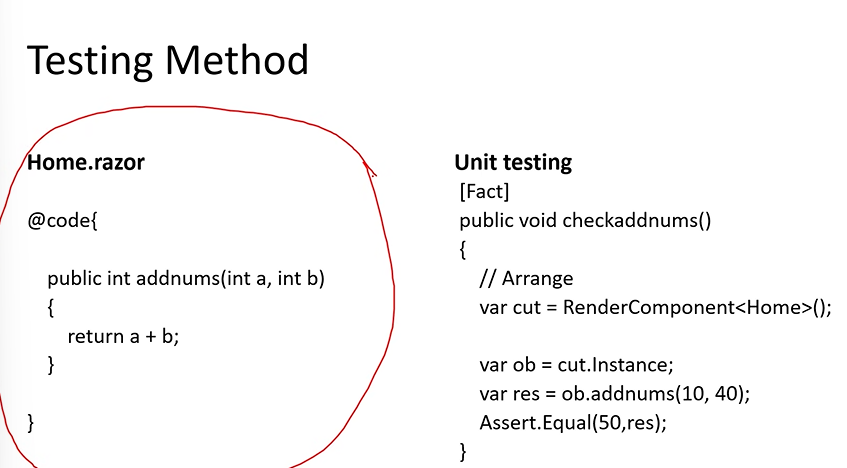 Testing Method
Home.razor
@code{
public int addnums(int a, int b)
{
return a + b;
}
}
Unit testing
[Fact]
public void checkaddnums()
{
// Arrange
var cut = RenderComponent<Home>();
var ob = cut.Instance;
var res = ob.addnums(10, 40);
Assert.Equal(50,res);
}